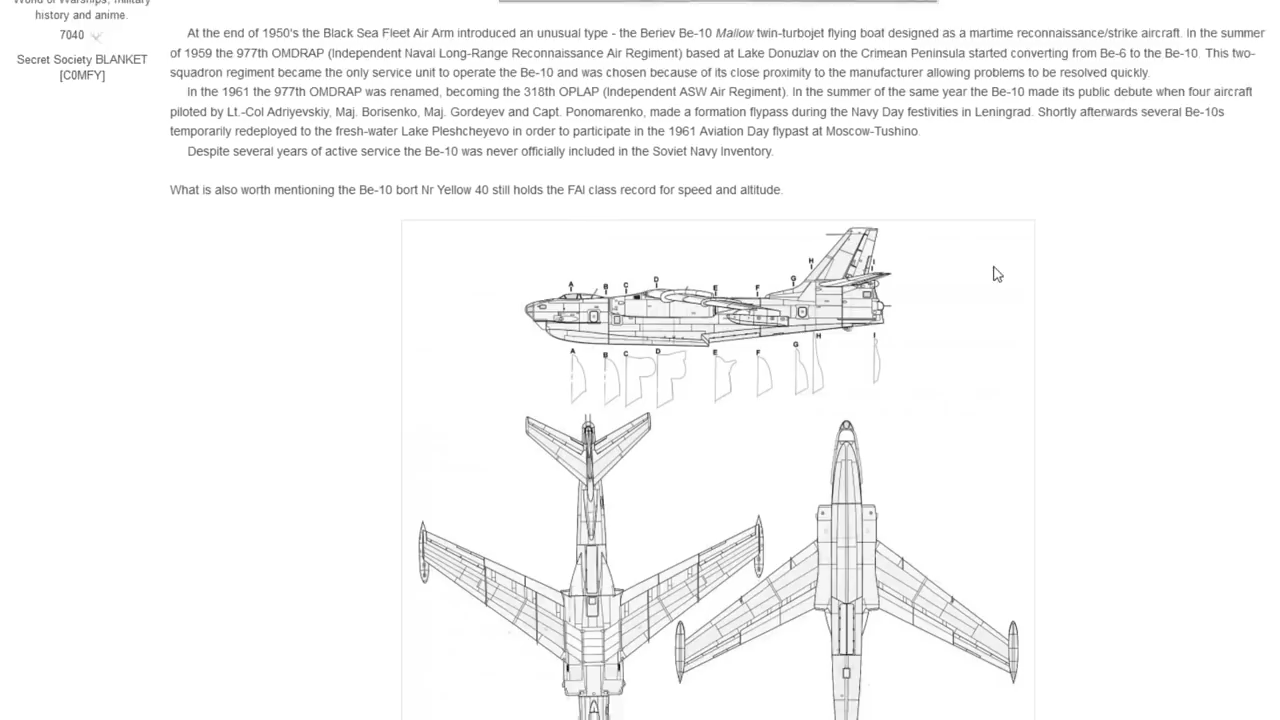 World of Warships, military
history and anime.
7040
Secret Society BLANKET
[C0MFY]
At the end of 1950's the Black Sea Fleet Air Arm introduced an unusual type - the Beriev Be-10 Mallow twin-turbojet flying boat designed as a martime reconnaissance/strike aircraft. In the summer
of 1959 the 977th OMDRAP (Independent Naval Long-Range Reconnaissance Air Regiment) based at Lake Donuzlav on the Crimean Peninsula started converting from Be-6 to the Be-10. This two-
squadron regiment became the only service unit to operate the Be-10 and was chosen because of its close proximity to the manufacturer allowing problems to be resolved quickly.
In the 1961 the 977th OMDRAP was renamed, becoming the 318th OPLAP (Independent ASW Air Regiment). In the summer of the same year the Be-10 made its public debute when four aircraft
piloted by Lt.-Col Adriyevskiy, Maj. Borisenko, Maj. Gordeyev and Capt. Ponomarenko, made a formation flypass during the Navy Day festivities in Leningrad. Shortly afterwards several Be-10s
temporarily redeployed to the fresh-water Lake Pleshcheyevo in order to participate in the 1961 Aviation Day flypast at Moscow-Tushino.
Despite several years of active service the Be-10 was never officially included in the Soviet Navy Inventory.
What is also worth mentioning the Be-10 bort Nr Yellow 40 still holds the FAI class record for speed and altitude.
A B C D E F G H I
A B C D E F G H I